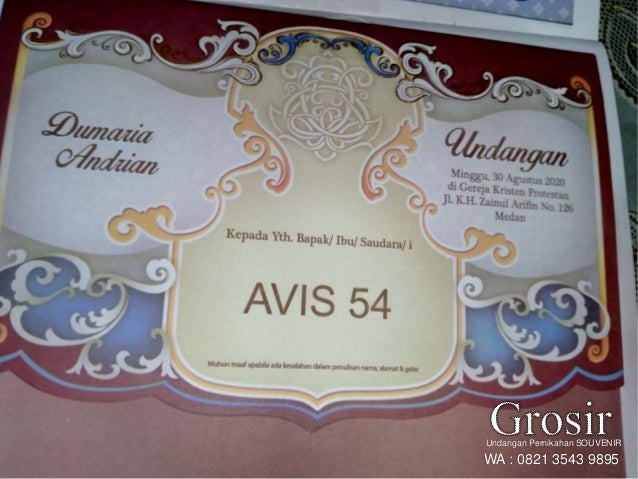 Dumaria
Andrian
Undangan
Minggu, 30 Agustus 2020
di Gereja Kristen Protestan
Jl. K.H. Zainul Arifin No. 126
Medan
Kepada Yth. Bapak/ Ibu/ Saudara/ i
AVIS 54
Mohon maaf apabila ada kesalahan dalam penulisan nama, alamat & gelar
Grosir
Undangan Pernikahan SOUVENIR
WA : 0821 3543 9895